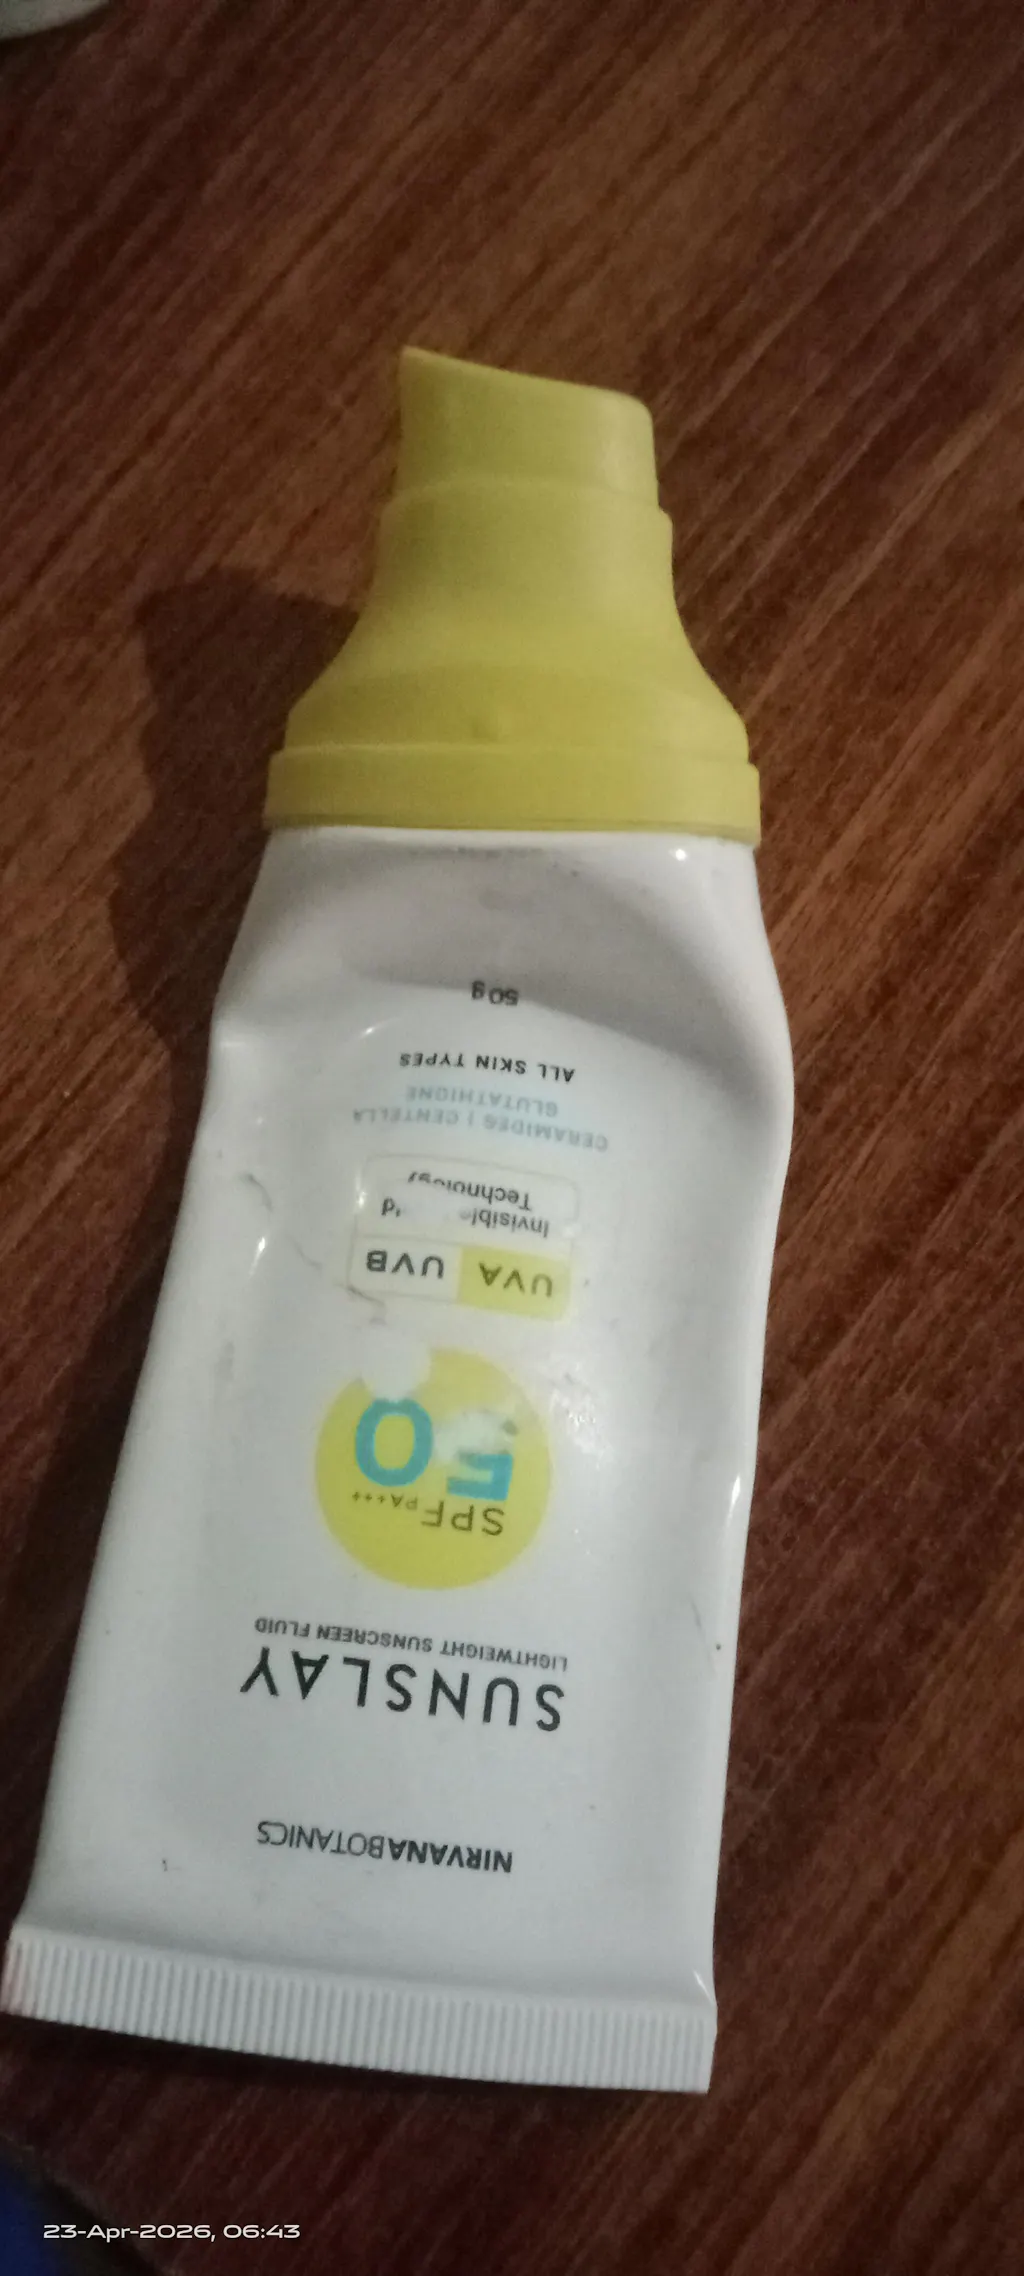 NIRVANABOTANICS
SUNSLAY
LIGHTWEIGHT SUNSCREEN FLUID
SPF PA+++
50
UVA UVB
Technology
CERAMIDES | CENTELLA
GLUTATHIONE
ALL SKIN TYPES
50g
23-Apr-2026, 06:43